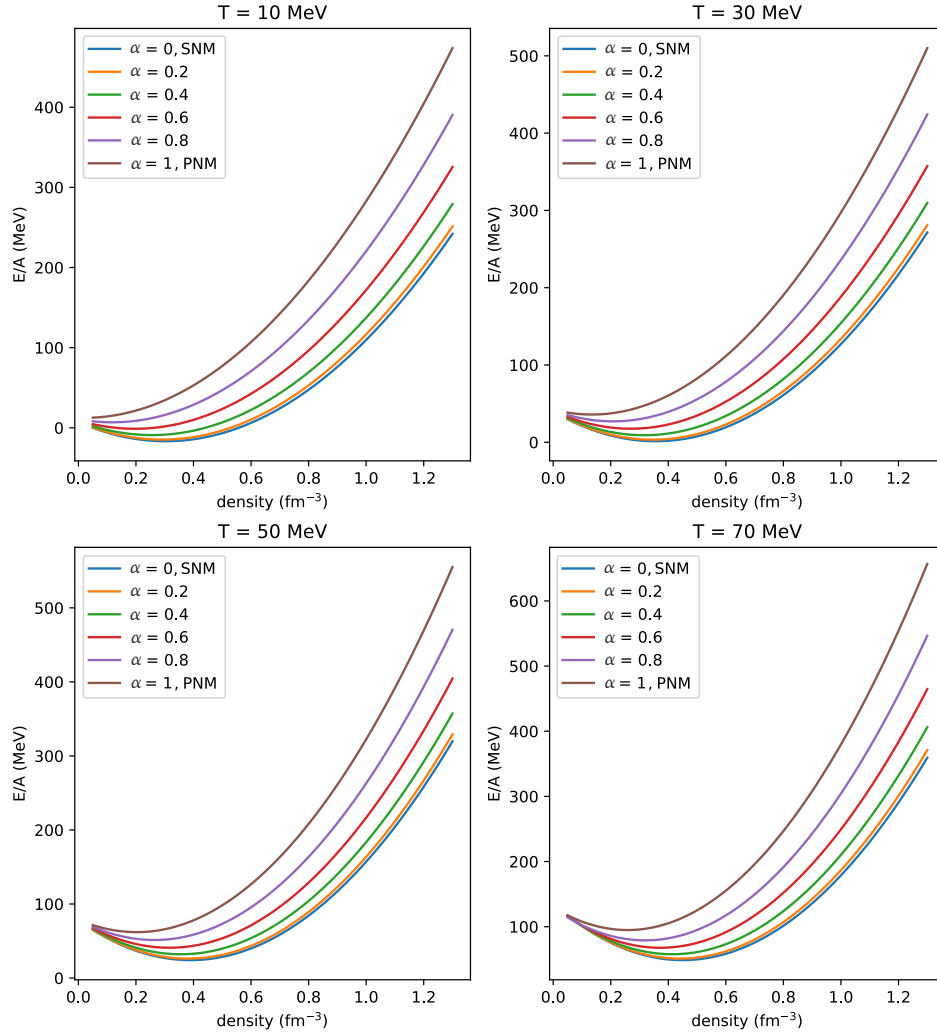 T = 10 MeV
E/A (MeV)
400
300
200
100
0
α = 0, SNM
α = 0.2
α = 0.4
α = 0.6
α = 0.8
α = 1, PNM
0.0 0.2 0.4 0.6 0.8 1.0 1.2
density (fm⁻³)
T = 30 MeV
E/A (MeV)
500
400
300
200
100
0
α = 0, SNM
α = 0.2
α = 0.4
α = 0.6
α = 0.8
α = 1, PNM
0.0 0.2 0.4 0.6 0.8 1.0 1.2
density (fm⁻³)
T = 50 MeV
E/A (MeV)
500
400
300
200
100
0
α = 0, SNM
α = 0.2
α = 0.4
α = 0.6
α = 0.8
α = 1, PNM
0.0 0.2 0.4 0.6 0.8 1.0 1.2
density (fm⁻³)
T = 70 MeV
E/A (MeV)
600
500
400
300
200
100
α = 0, SNM
α = 0.2
α = 0.4
α = 0.6
α = 0.8
α = 1, PNM
0.0 0.2 0.4 0.6 0.8 1.0 1.2
density (fm⁻³)